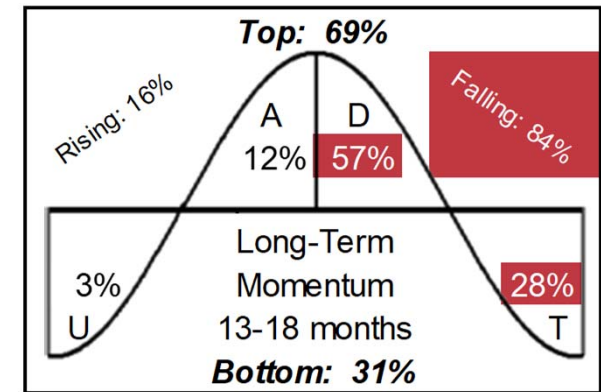 Top: 69%
Rising: 16%
Falling: 84%
A
D
12%
57%
Long-Term
3%
Momentum
28%
U
13-18 months
T
Bottom: 31%